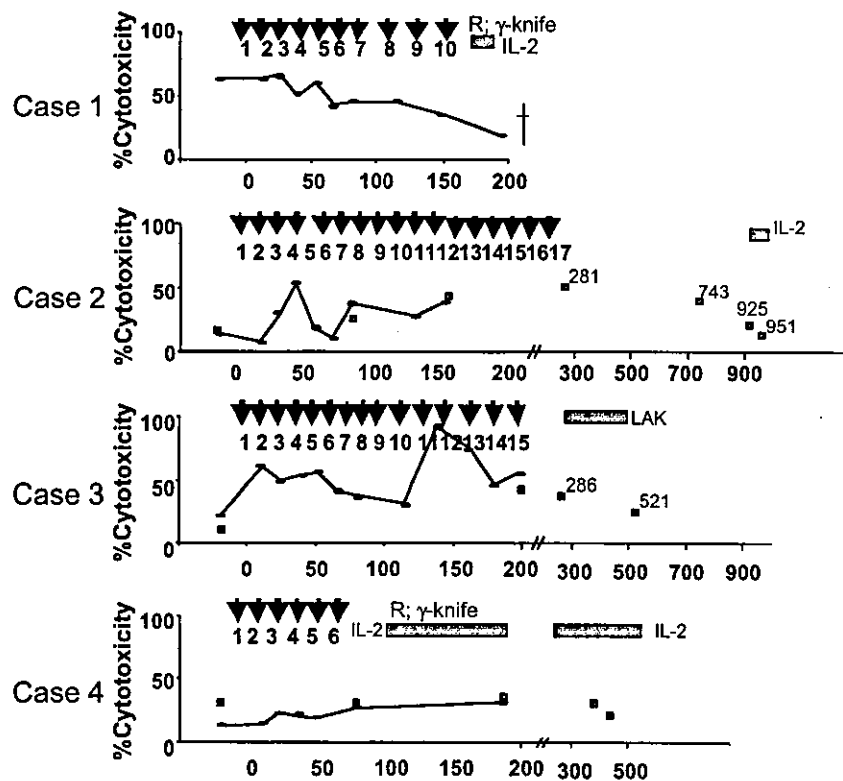 R; γ-knife
100
1 2 3 4 5 6 7 8 9 10
IL-2
Case 1
%Cytotoxicity
50
0
0 50 100 150 200
100
IL-2
1 2 3 4 5 6 7 8 9 10 11 12 13 14 15 16 17
Case 2
%Cytotoxicity
281
50
743
925
951
0
0 50 100 150 200 300 500 700 900
100
LAK
1 2 3 4 5 6 7 8 9 10 11 12 13 14 15
Case 3
%Cytotoxicity
50
286
521
0
0 50 100 150 200 300 500 700 900
R; γ-knife
100
1 2 3 4 5 6
IL-2
IL-2
Case 4
%Cytotoxicity
50
0
0 50 100 150 200 300 500